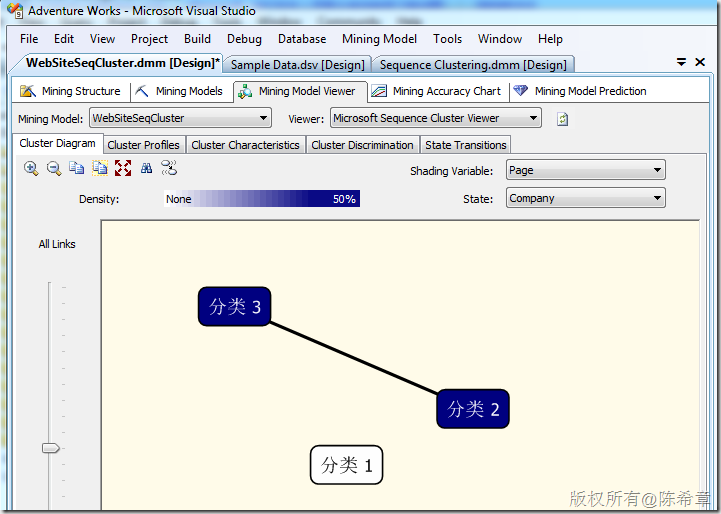 Adventure Works - Microsoft Visual Studio
File Edit View Project Build Debug Database Mining Model Tools Window Help
WebSiteSeqCluster.dmm [Design]* Sample Data.dsv [Design] Sequence Clustering.dmm [Design]
Mining Structure Mining Models Mining Model Viewer Mining Accuracy Chart Mining Model Prediction
Mining Model: WebSiteSeqCluster Viewer: Microsoft Sequence Cluster Viewer
Cluster Diagram Cluster Profiles Cluster Characteristics Cluster Discrimination State Transitions
Shading Variable: Page
Density: None 50% State: Company
All Links
分类 3
分类 2
分类 1
版权所有@陈希章